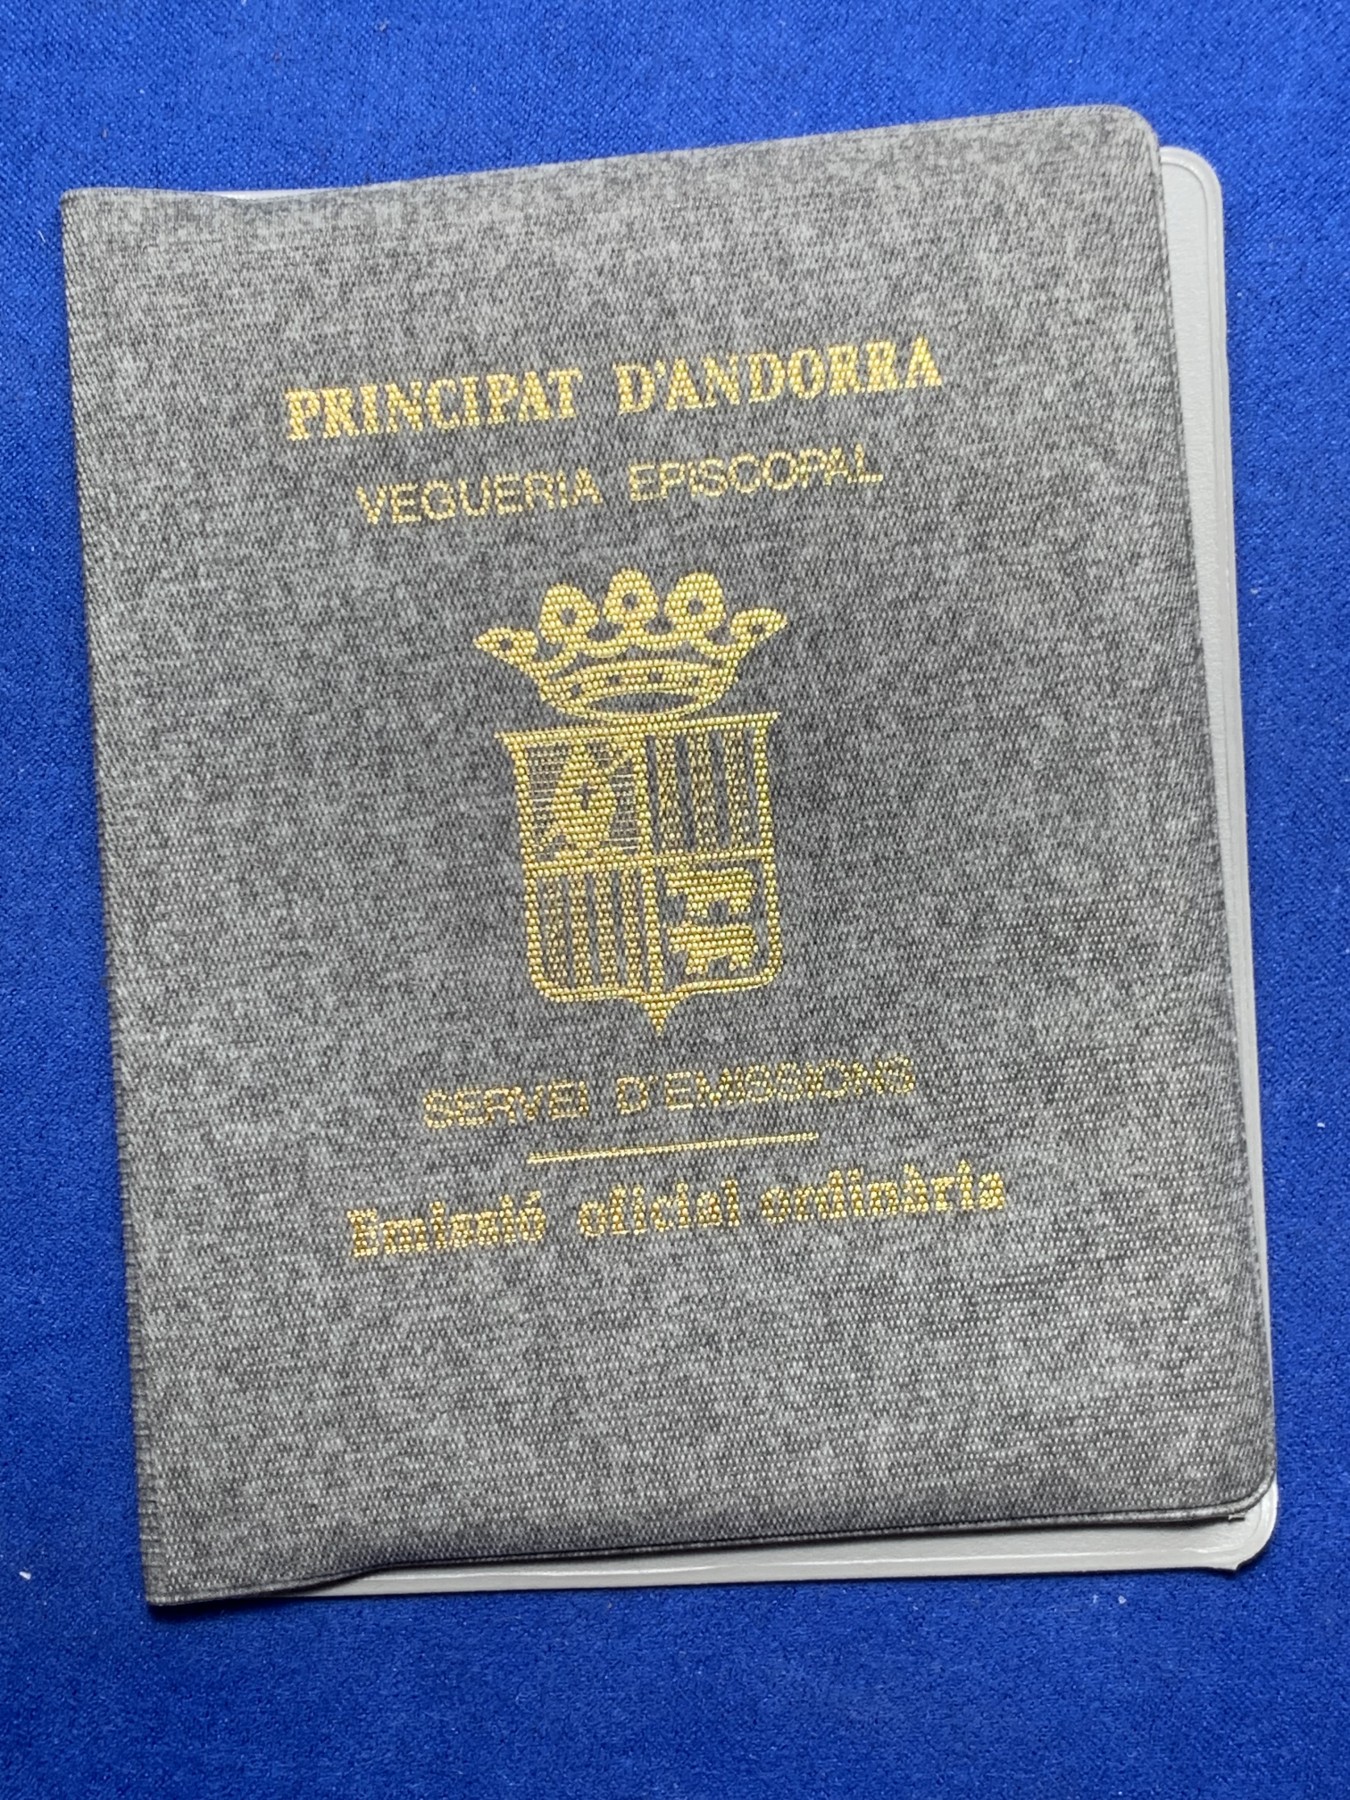 PRINCIPAT D'ANDORRA
VEGUERIA EPISCOPAL
SERVEI D'EMISSIONS
Emissió oficial ordinària